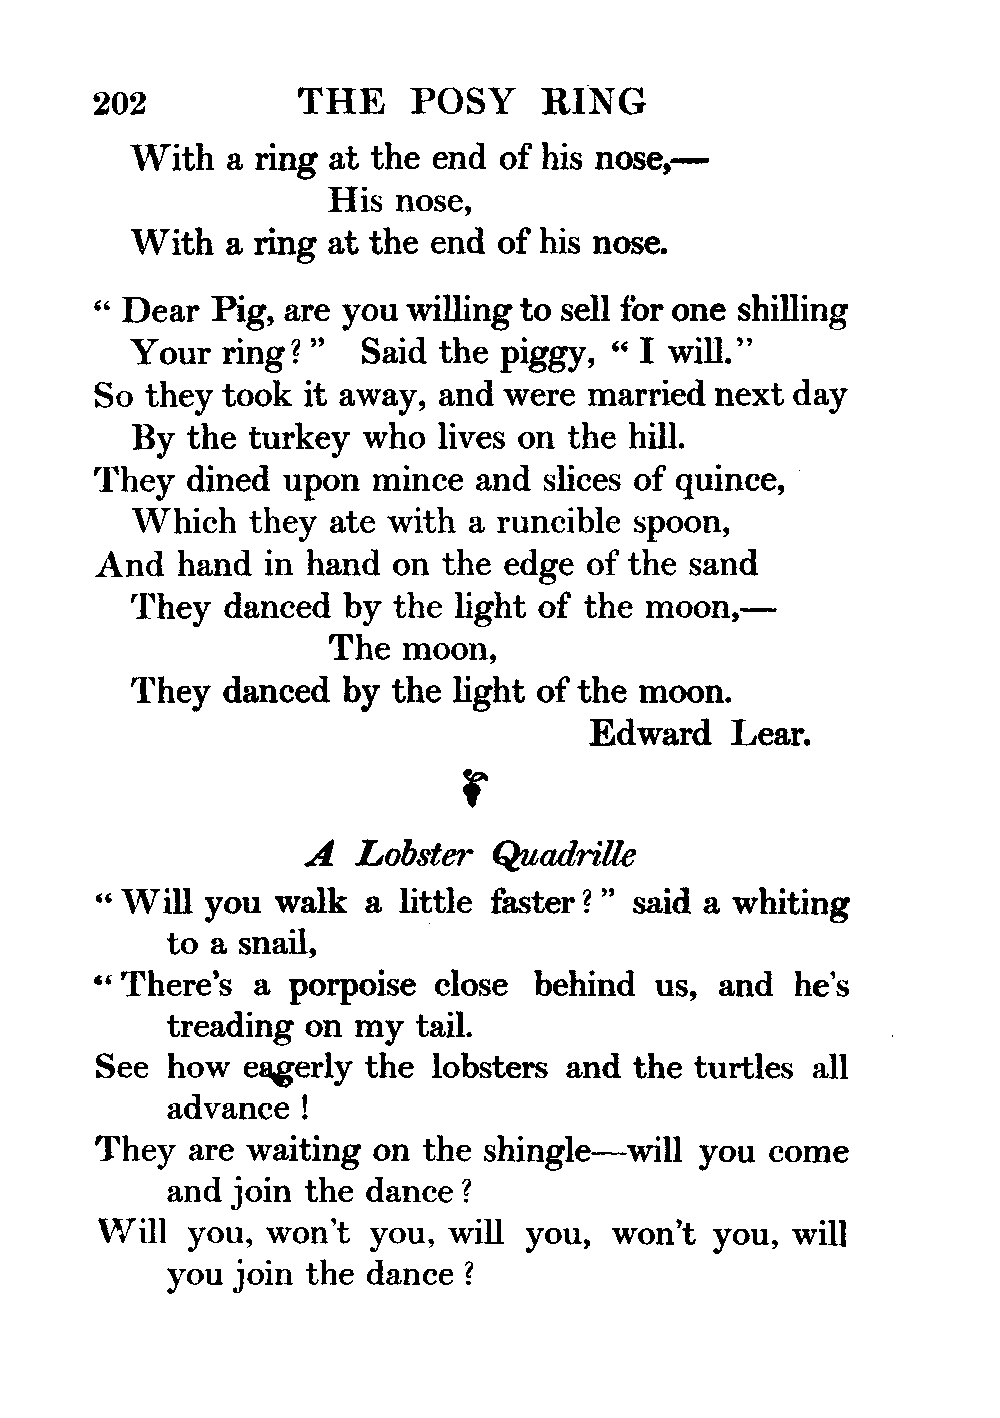 202 THE POSY RING
With a ring at the end of his nose,—
His nose,
With a ring at the end of his nose.
“ Dear Pig, are you willing to sell for one shilling
Your ring? ” Said the piggy, “ I will.”
So they took it away, and were married next day
By the turkey who lives on the hill.
They dined upon mince and slices of quince,
Which they ate with a runcible spoon,
And hand in hand on the edge of the sand
They danced by the light of the moon,—
The moon,
They danced by the light of the moon.
Edward Lear.
A Lobster Quadrille
“ Will you walk a little faster? ” said a whiting
to a snail,
“ There’s a porpoise close behind us, and he’s
treading on my tail.
See how eagerly the lobsters and the turtles all
advance !
They are waiting on the shingle—will you come
and join the dance ?
Will you, won’t you, will you, won’t you, will
you join the dance ?